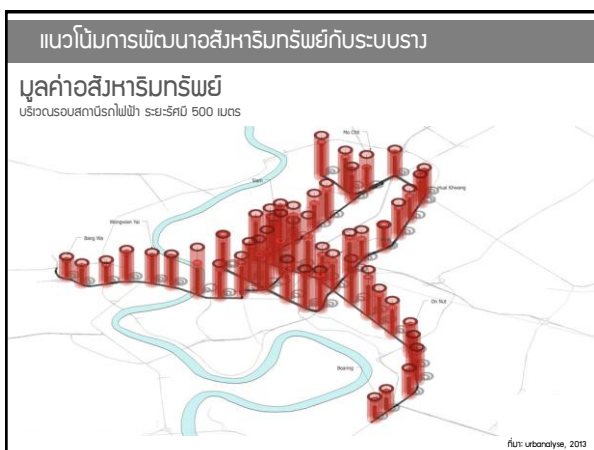 แนวโน้มการพัฒนาอสังหาริมทรัพย์กับระบบราง
มูลค่าอสังหาริมทรัพย์
บริเวณรอบสถานีรถไฟฟ้า ระยะรัศมี 500 เมตร
Mo Chit
Siam
Huai Khwang
Wongwian Yai
Bang Wa
On Nut
Bearing
ที่มา: urbanalyse, 2013